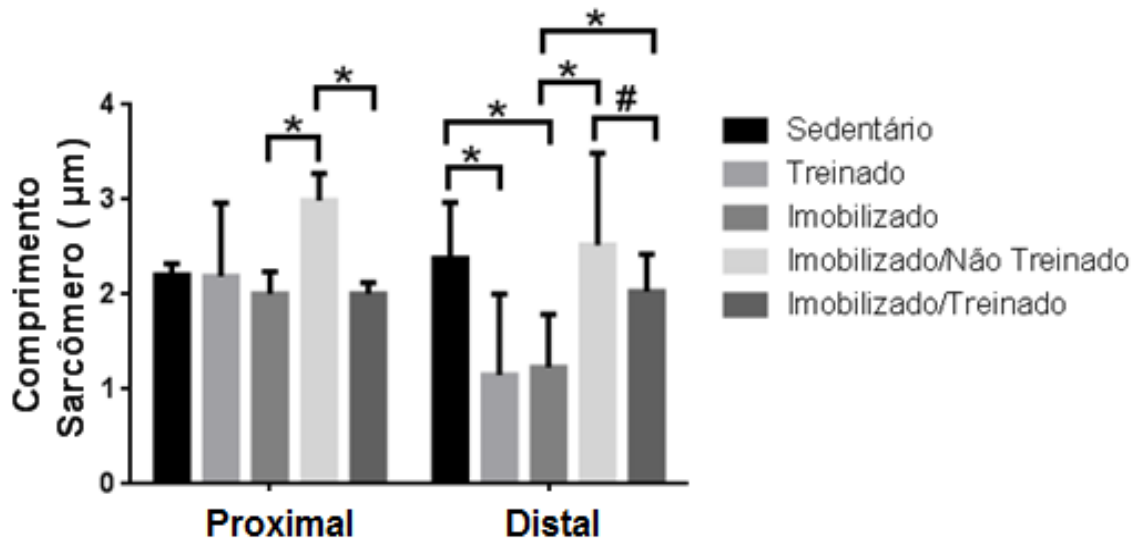 *
*
*
*
*
*
*
#
4
3
2
1
0
Comprimento
Sarcômero ( µm)
Proximal
Distal
Sedentário
Treinado
Imobilizado
Imobilizado/Não Treinado
Imobilizado/Treinado